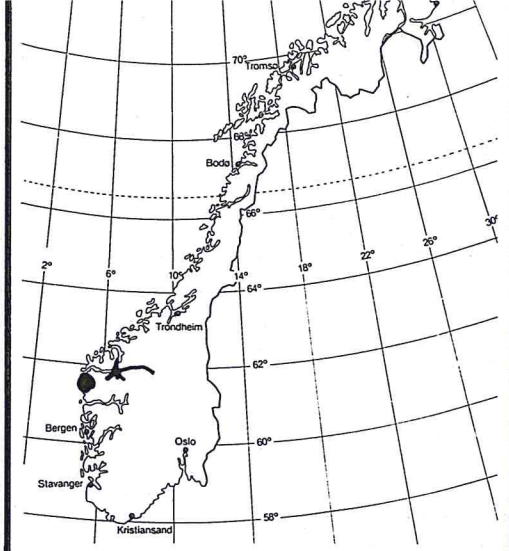 70°
Tromsø
68°
Bodø
66°
30°
2° 6° 10° 14° 18° 22° 26°
64°
Trondheim
62°
Bergen
Oslo
60°
Stavanger
58°
Kristiansand